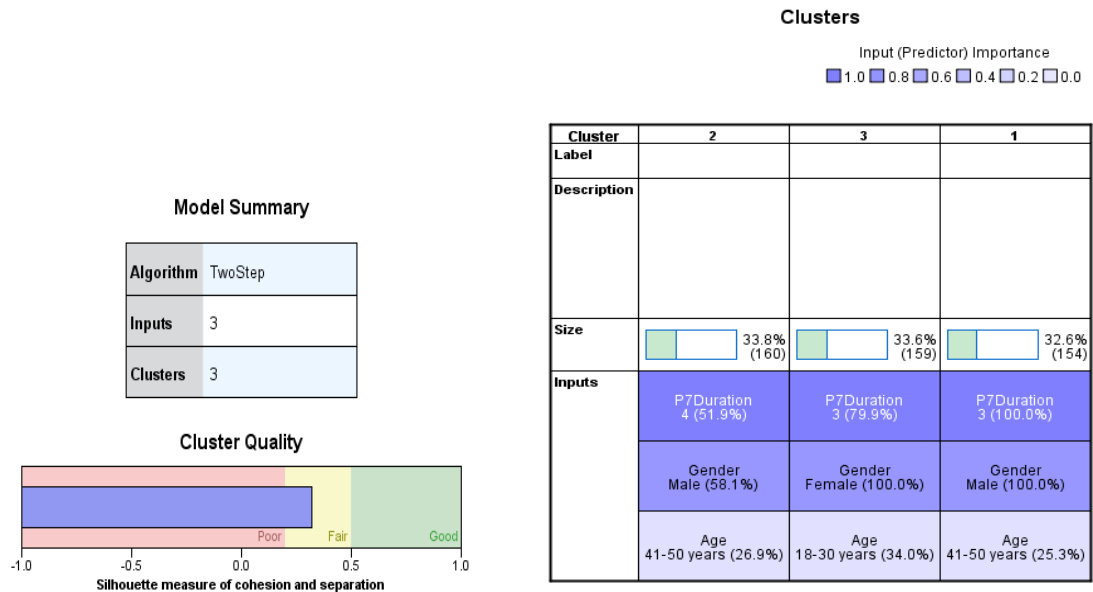 Model Summary
Algorithm TwoStep
Inputs 3
Clusters 3
Cluster Quality
Poor Fair Good
-1.0 -0.5 0.0 0.5 1.0
Silhouette measure of cohesion and separation
Clusters
Input (Predictor) Importance
1.0 0.8 0.6 0.4 0.2 0.0
Cluster 2 3 1
Label
Description
Size
33.8% 33.6% 32.6%
(160) (159) (154)
Inputs
P7Duration P7Duration P7Duration
4 (51.9%) 3 (79.9%) 3 (100.0%)
Gender Gender Gender
Male (58.1%) Female (100.0%) Male (100.0%)
Age Age Age
41-50 years (26.9%) 18-30 years (34.0%) 41-50 years (25.3%)